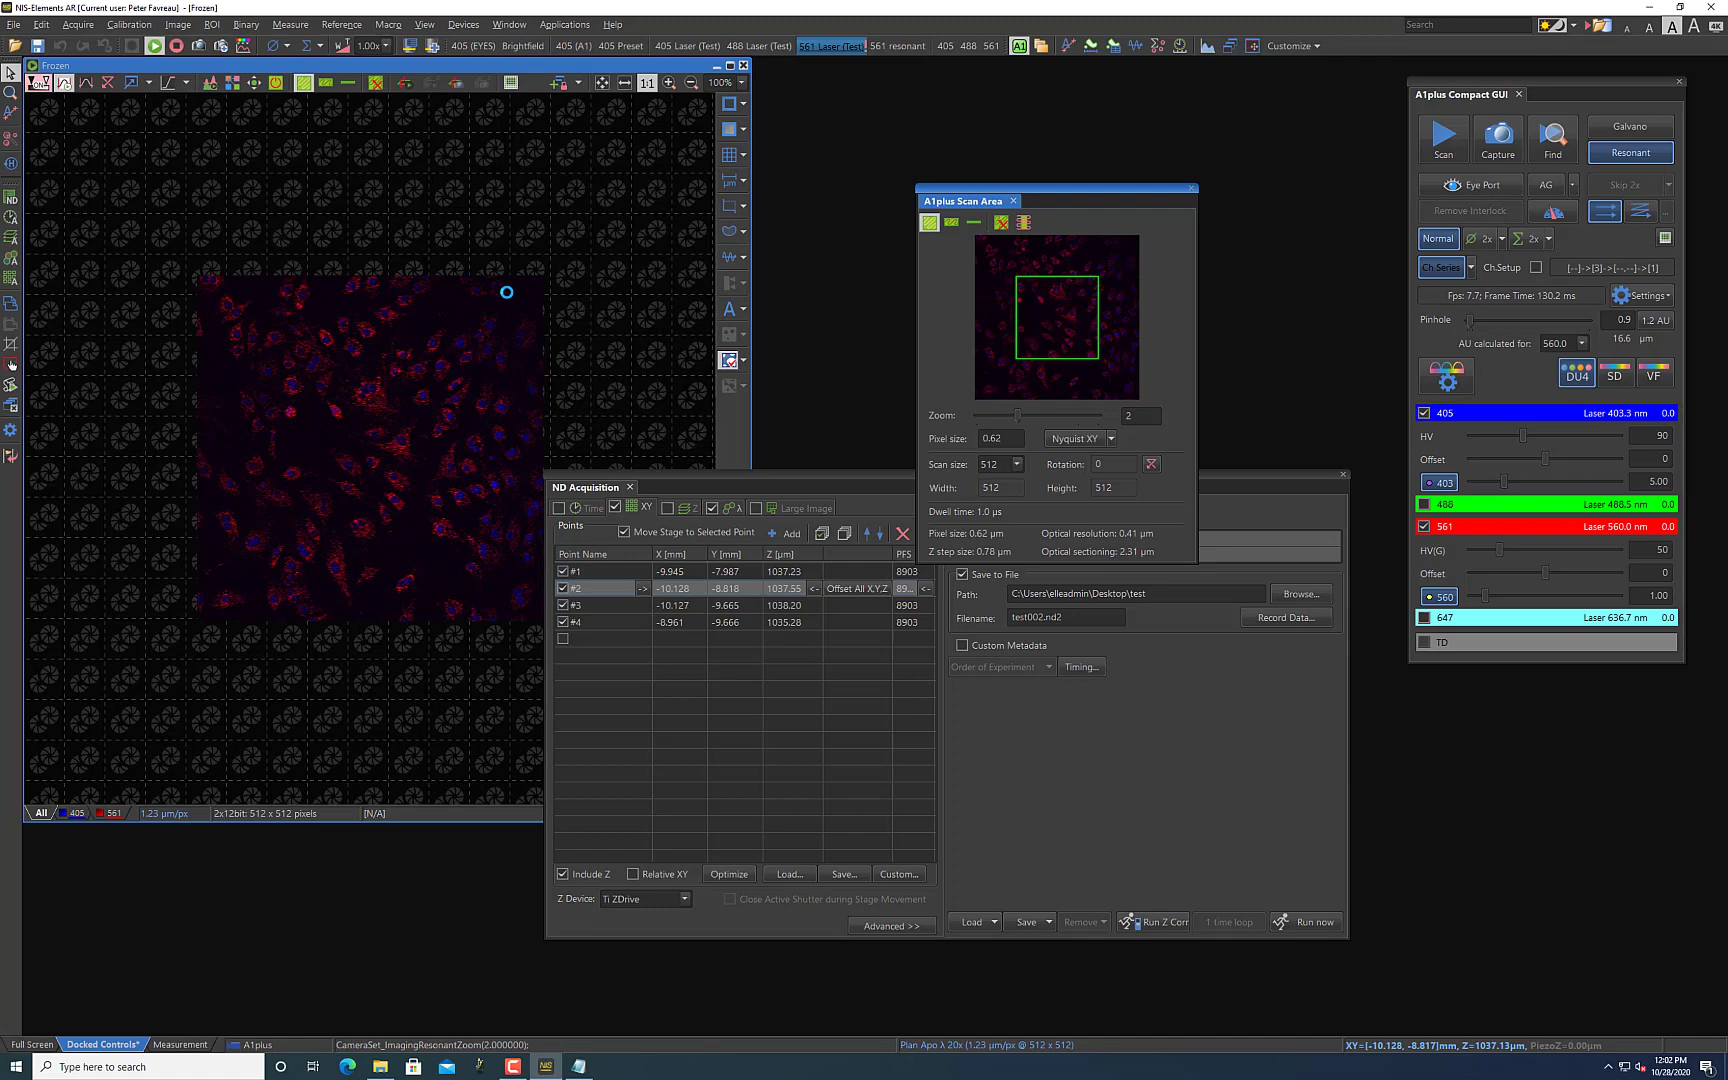 NIS-Elements AR [Current user: Peter Favreau] - [Frozen]
File Edit Acquire Calibration Image ROI Binary Measure Reference Macro View Devices Window Applications Help Search
1.00x 405 (EYES) Brightfield 405 (A1) 405 Preset 405 Laser (Test) 488 Laser (Test) 561 Laser (Test) 561 resonant 405 488 561 A1 Customize
Frozen
ON 1:1 100%
All 405 561 1.23 µm/px 2x12bit: 512 x 512 pixels [N/A]
A1plus Scan Area
Zoom: 2
Pixel size: 0.62 Nyquist XY
Scan size: 512 Rotation: 0
Width: 512 Height: 512
Dwell time: 1.0 µs
Pixel size: 0.62 µm Optical resolution: 0.41 µm
Z step size: 0.78 µm Optical sectioning: 2.31 µm
ND Acquisition
Time XY Z λ Large Image
Points
Move Stage to Selected Point Add
Point Name X [mm] Y [mm] Z [µm] PFS
#1 -9.945 -7.987 1037.23 8903
#2 -> -10.128 -8.818 1037.55 <- Offset All X,Y,Z 89... <-
#3 -10.127 -9.665 1038.20 8903
#4 -8.961 -9.666 1035.28 8903
Include Z Relative XY Optimize Load... Save... Custom...
Z Device: Ti ZDrive Close Active Shutter during Stage Movement
Advanced >>
Save to File
Path: C:\Users\elleadmin\Desktop\test Browse...
Filename: test002.nd2 Record Data...
Custom Metadata
Order of Experiment Timing...
Load Save Remove Run Z Corr 1 time loop Run now
A1plus Compact GUI
Scan Capture Find Galvano
Resonant
Eye Port AG Skip 2x
Remove Interlock
Normal 2x Σ 2x
Ch Series Ch.Setup [--]->[3]->[--,--]->[1]
Fps: 7.7; Frame Time: 130.2 ms Settings
Pinhole 0.9 1.2 AU
AU calculated for: 560.0 16.6 µm
DU4 SD VF
405 Laser 403.3 nm 0.0
HV 90
Offset 0
403 5.00
488 Laser 488.5 nm 0.0
561 Laser 560.0 nm 0.0
HV(G) 50
Offset 0
560 1.00
647 Laser 636.7 nm 0.0
TD
Full Screen Docked Controls* Measurement A1plus CameraSet_ImagingResonantZoom(2.000000); Plan Apo λ 20x (1.23 µm/px @ 512 x 512) XY=[-10.128, -8.817]mm, Z=1037.13µm, PiezoZ=0.00µm
Type here to search
12:02 PM
10/28/2020